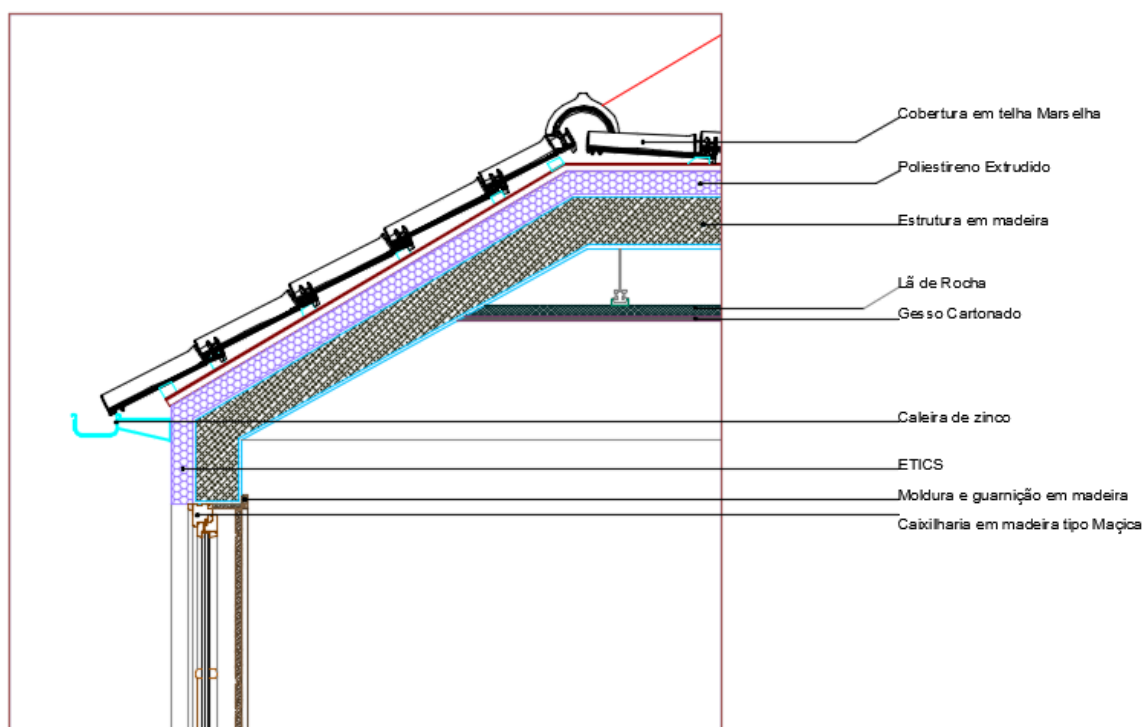 Cobertura em telha Marselha
Poliestireno Extrudido
Estrutura em madeira
Lã de Rocha
Gesso Cartonado
Caleira de zinco
ETICS
Moldura e guarnição em madeira
Caixilharia em madeira tipo Maçica